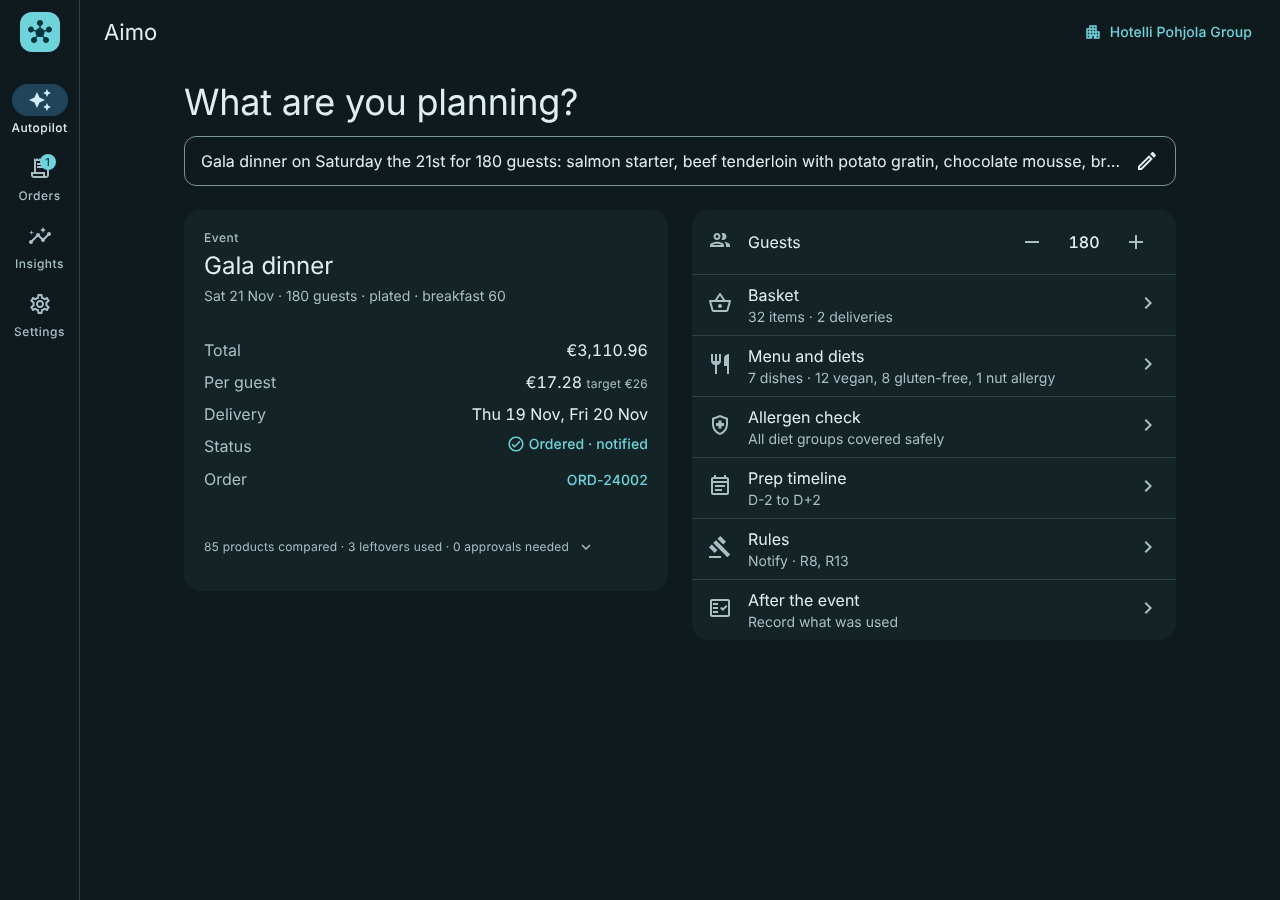 Aimo
Hotelli Pohjola Group
Autopilot
1
Orders
Insights
Settings
What are you planning?
Gala dinner on Saturday the 21st for 180 guests: salmon starter, beef tenderloin with potato gratin, chocolate mousse, br...
Event
Gala dinner
Sat 21 Nov · 180 guests · plated · breakfast 60
Total €3,110.96
Per guest €17.28 target €26
Delivery Thu 19 Nov, Fri 20 Nov
Status Ordered · notified
Order ORD-24002
85 products compared · 3 leftovers used · 0 approvals needed
Guests 180
Basket
32 items · 2 deliveries
Menu and diets
7 dishes · 12 vegan, 8 gluten-free, 1 nut allergy
Allergen check
All diet groups covered safely
Prep timeline
D-2 to D+2
Rules
Notify · R8, R13
After the event
Record what was used